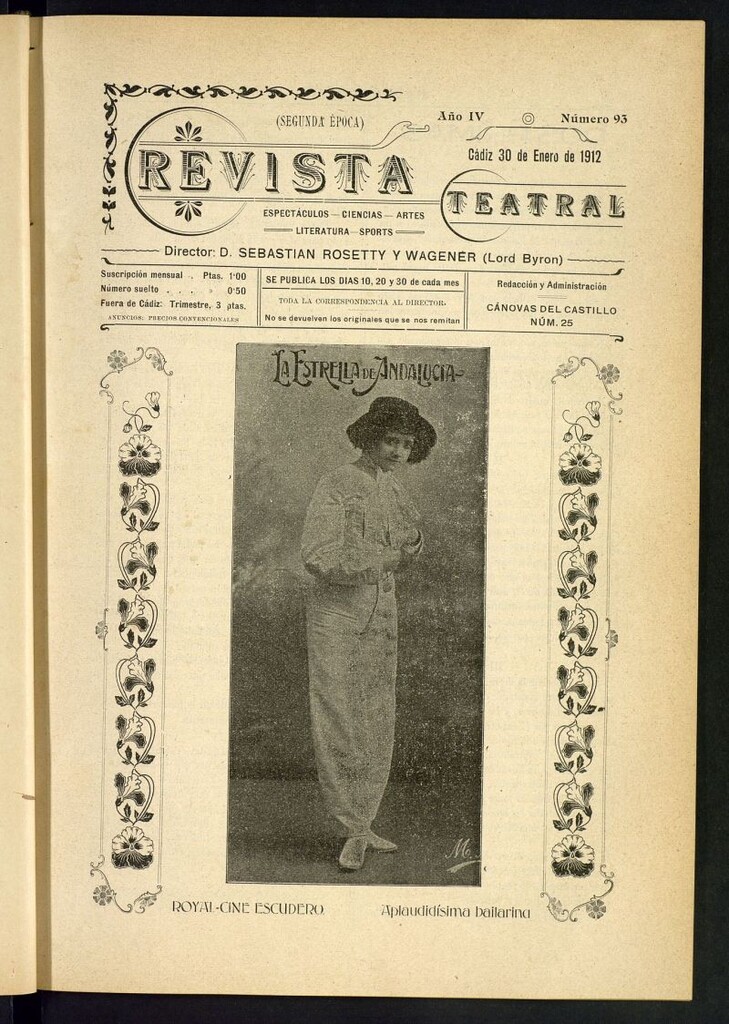 (SEGUNDA ÉPOCA)
Año IV Número 93
Cádiz 30 de Enero de 1912
REVISTA
TEATRAL
ESPECTÁCULOS — CIENCIAS — ARTES
LITERATURA — SPORTS
Director: D. SEBASTIAN ROSETTY Y WAGENER (Lord Byron)
Suscripción mensual . Ptas. 1'00
Número suelto . . . . » 0'50
Fuera de Cádiz: Trimestre, 3 ptas.
ANUNCIOS: PRECIOS CONVENCIONALES
SE PUBLICA LOS DIAS 10, 20 y 30 de cada mes
TODA LA CORRESPONDENCIA AL DIRECTOR.
No se devuelven los originales que se nos remitan
Redacción y Administración
CÁNOVAS DEL CASTILLO
NÚM. 25
LA ESTRELLA DE ANDALUCIA
M.
ROYAL-CINE ESCUDERO. Aplaudidísima bailarina